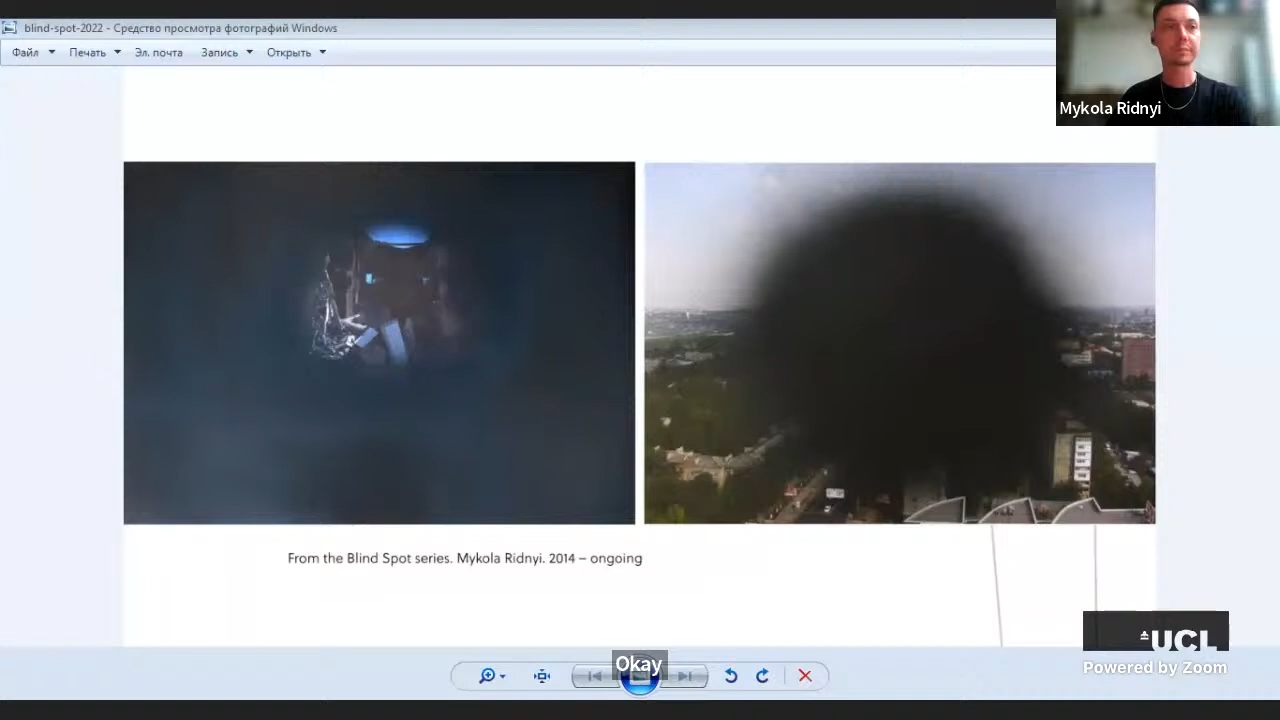 blind-spot-2022 - Средство просмотра фотографий Windows
Файл Печать Эл. почта Запись Открыть
Mykola Ridnyi
From the Blind Spot series. Mykola Ridnyi. 2014 – ongoing
Okay
UCL
Powered by Zoom